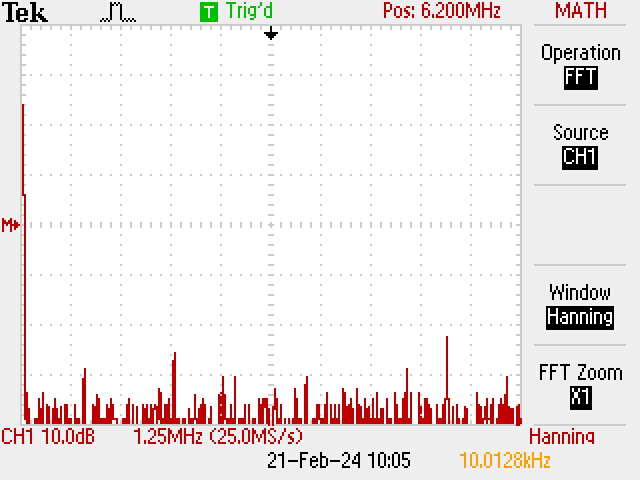 Tek T Trig'd Pos: 6.200MHz MATH
Operation
FFT
Source
CH1
M
Window
Hanning
FFT Zoom
X1
CH1 10.0dB 1.25MHz (25.0MS/s) Hanning
21-Feb-24 10:05 10.0128kHz